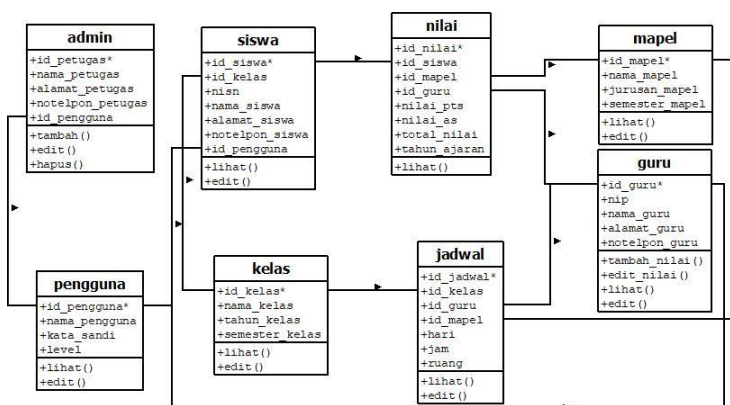 admin
+id_petugas*
+nama_petugas
+alamat_petugas
+notelpon_petugas
+id_pengguna
+tambah()
+edit()
+hapus()
siswa
+id_siswa*
+id_kelas
+nisn
+nama_siswa
+alamat_siswa
+notelpon_siswa
+id_pengguna
+lihat()
+edit()
nilai
+id_nilai*
+id_siswa
+id_mapel
+id_guru
+nilai_pts
+nilai_as
+total_nilai
+tahun_ajaran
+lihat()
mapel
+id_mapel*
+nama_mapel
+jurusan_mapel
+semester_mapel
+lihat()
+edit()
guru
+id_guru*
+nip
+nama_guru
+alamat_guru
+notelpon_guru
+tambah_nilai()
+edit_nilai()
+lihat()
+edit()
pengguna
+id_pengguna*
+nama_pengguna
+kata_sandi
+level
+lihat()
+edit()
kelas
+id_kelas*
+nama_kelas
+tahun_kelas
+semester_kelas
+lihat()
+edit()
jadwal
+id_jadwal*
+id_kelas
+id_guru
+id_mapel
+hari
+jam
+ruang
+lihat()
+edit()